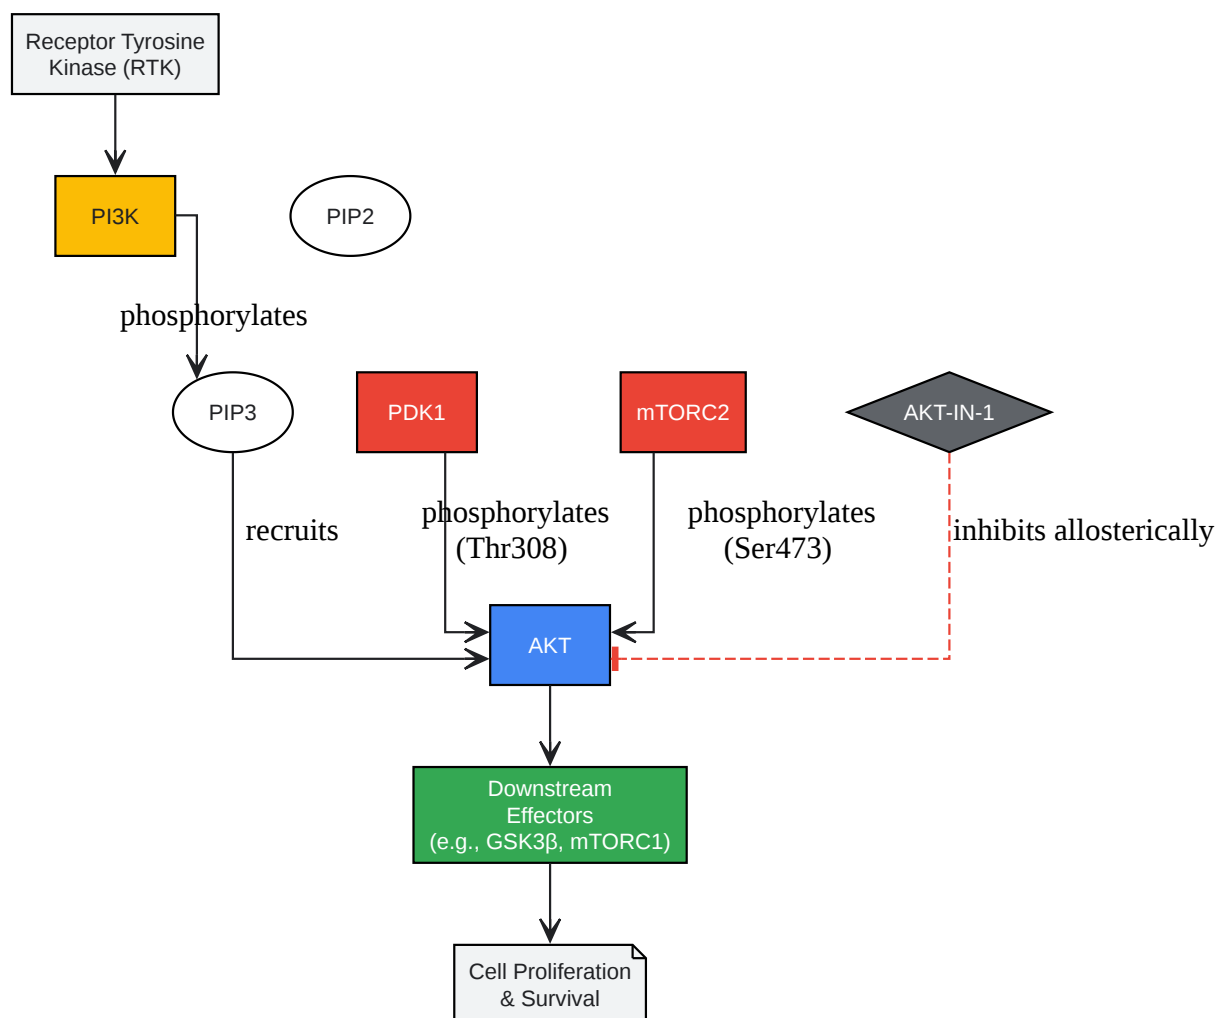 Receptor Tyrosine
Kinase (RTK)
PI3K
PIP2
phosphorylates
PIP3
PDK1
mTORC2
AKT-IN-1
recruits
phosphorylates
(Thr308)
phosphorylates
(Ser473)
inhibits allosterically
AKT
Downstream
Effectors
(e.g., GSK3β, mTORC1)
Cell Proliferation
& Survival